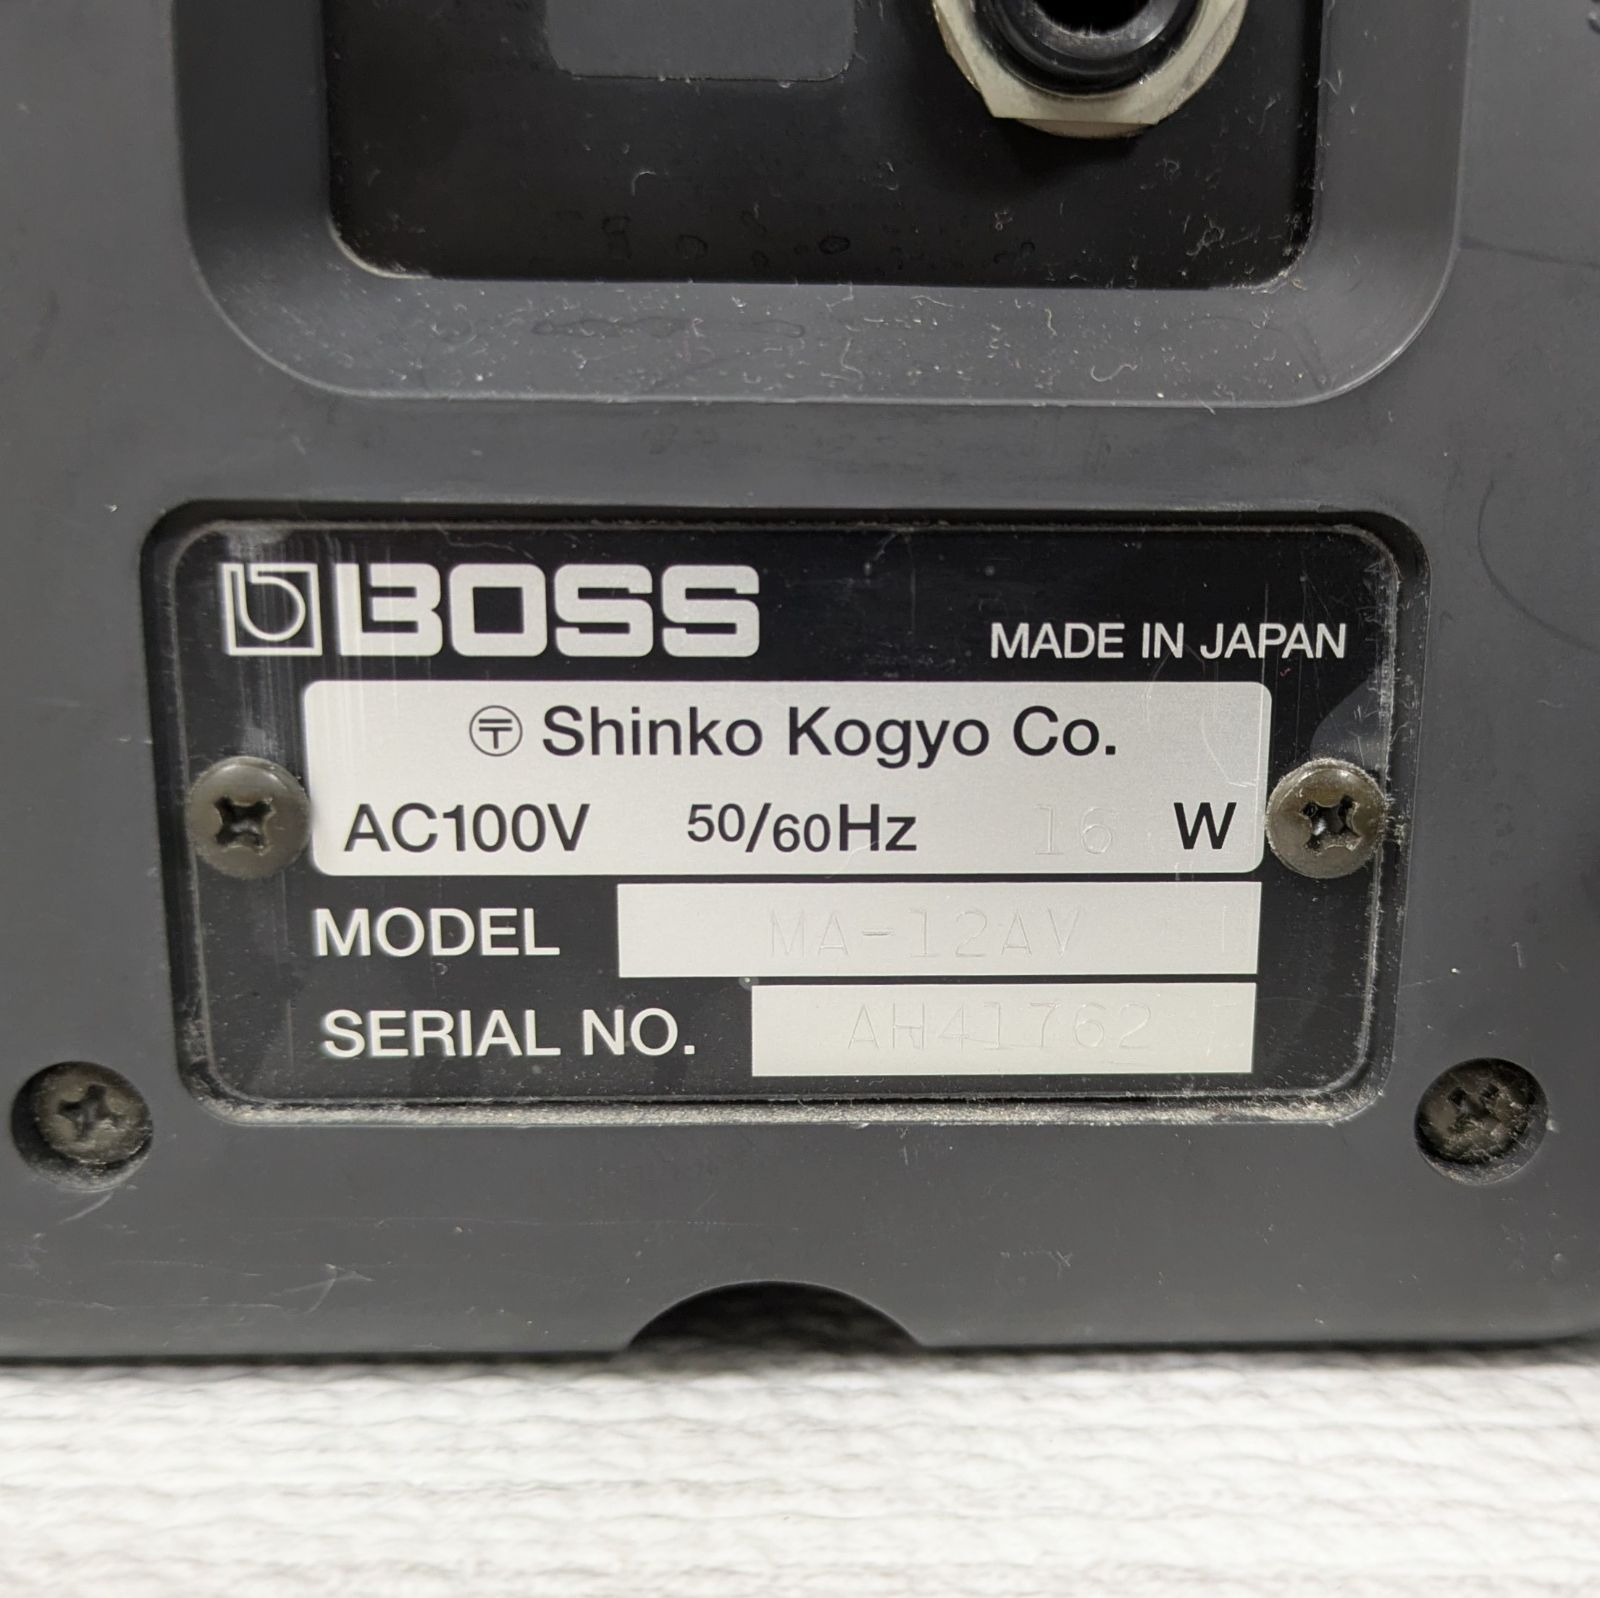 BOSS
MADE IN JAPAN
〶 Shinko Kogyo Co.
AC100V 50/60Hz 16 W
MODEL MA-12AV
SERIAL NO. AH41762